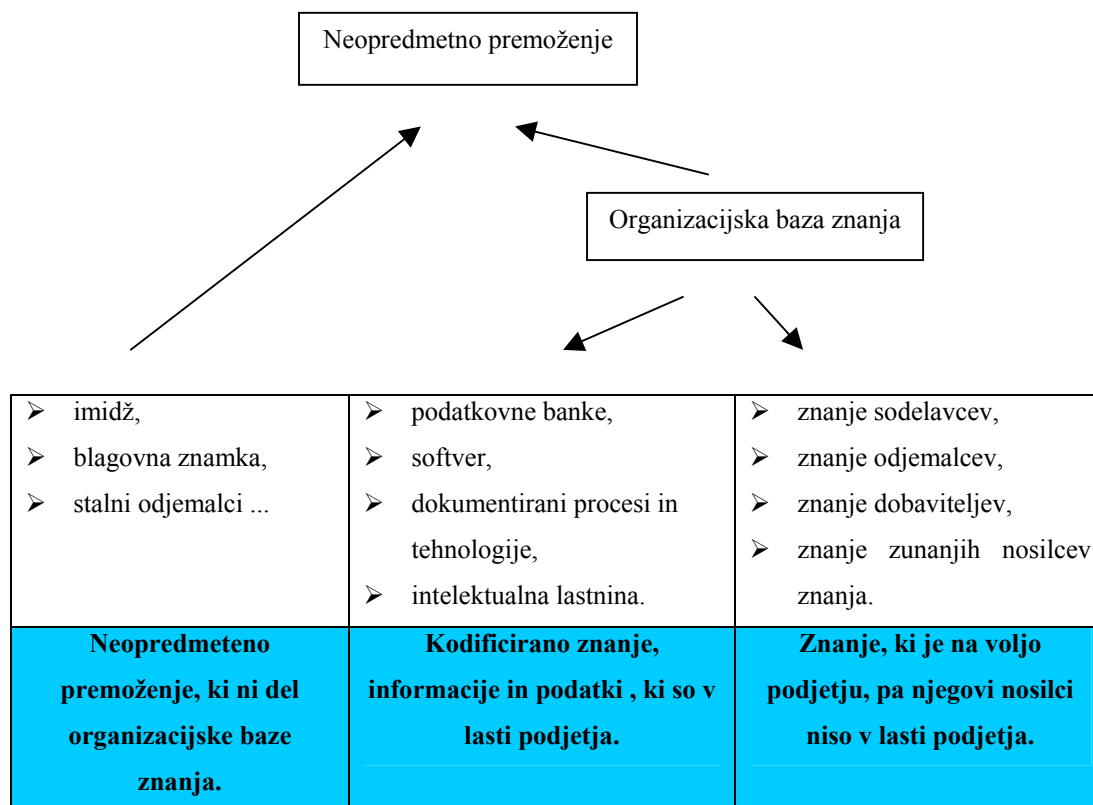 Neopredmetno premoženje
Organizacijska baza znanja
➢ imidž,
➢ blagovna znamka,
➢ stalni odjemalci ...
➢ podatkovne banke,
➢ softver,
➢ dokumentirani procesi in
tehnologije,
➢ intelektualna lastnina.
➢ znanje sodelavcev,
➢ znanje odjemalcev,
➢ znanje dobaviteljev,
➢ znanje zunanjih nosilcev
znanja.
Neopredmeteno
premoženje, ki ni del
organizacijske baze
znanja.
Kodificirano znanje,
informacije in podatki , ki so v
lasti podjetja.
Znanje, ki je na voljo
podjetju, pa njegovi nosilci
niso v lasti podjetja.